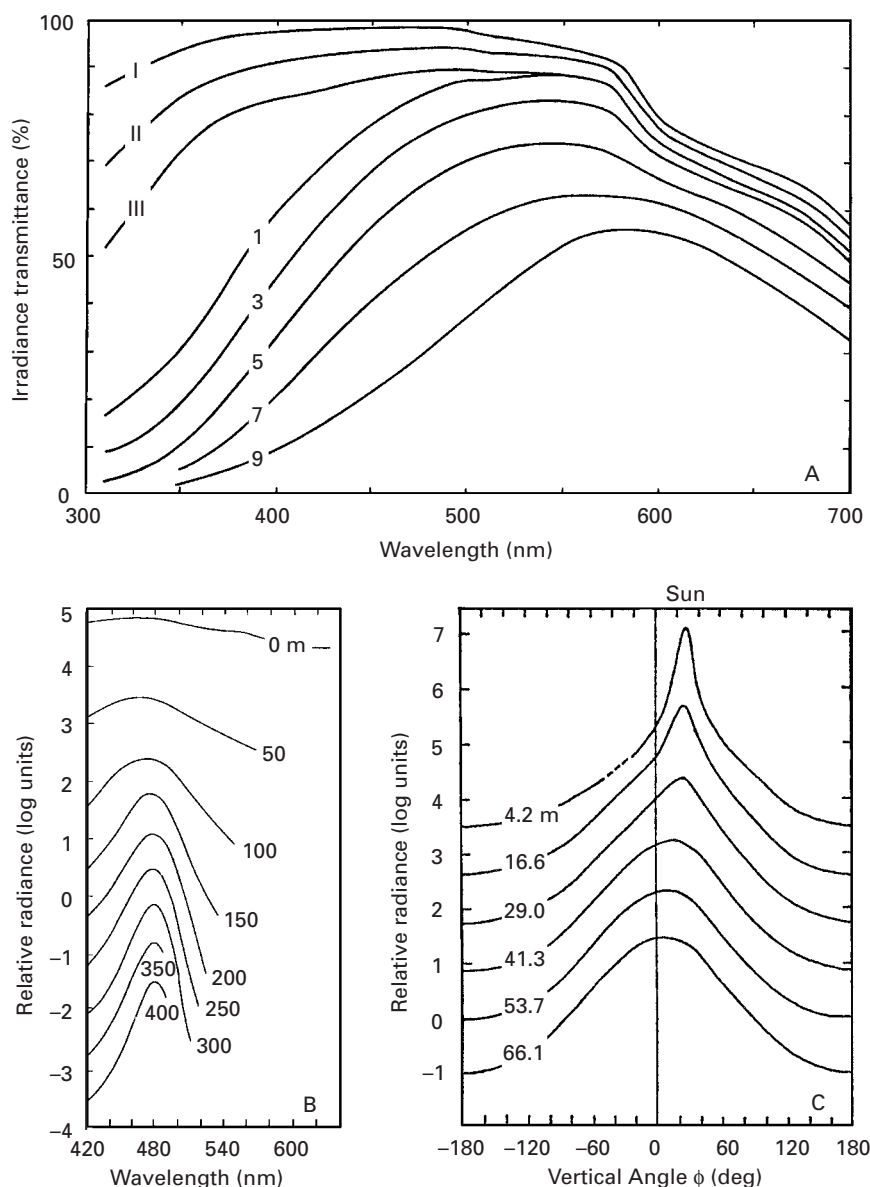 100
50
0
Irradiance transmittance (%)
I
II
III
1
3
5
7
9
A
300 400 500 600 700
Wavelength (nm)
5
4
3
2
1
0
−1
−2
−3
−4
Relative radiance (log units)
0 m
50
100
150
200
250
300
350
400
B
420 480 540 600
Wavelength (nm)
Sun
7
6
5
4
3
2
1
0
−1
Relative radiance (log units)
4.2 m
16.6
29.0
41.3
53.7
66.1
C
−180 −120 −60 0 60 120 180
Vertical Angle ϕ (deg)